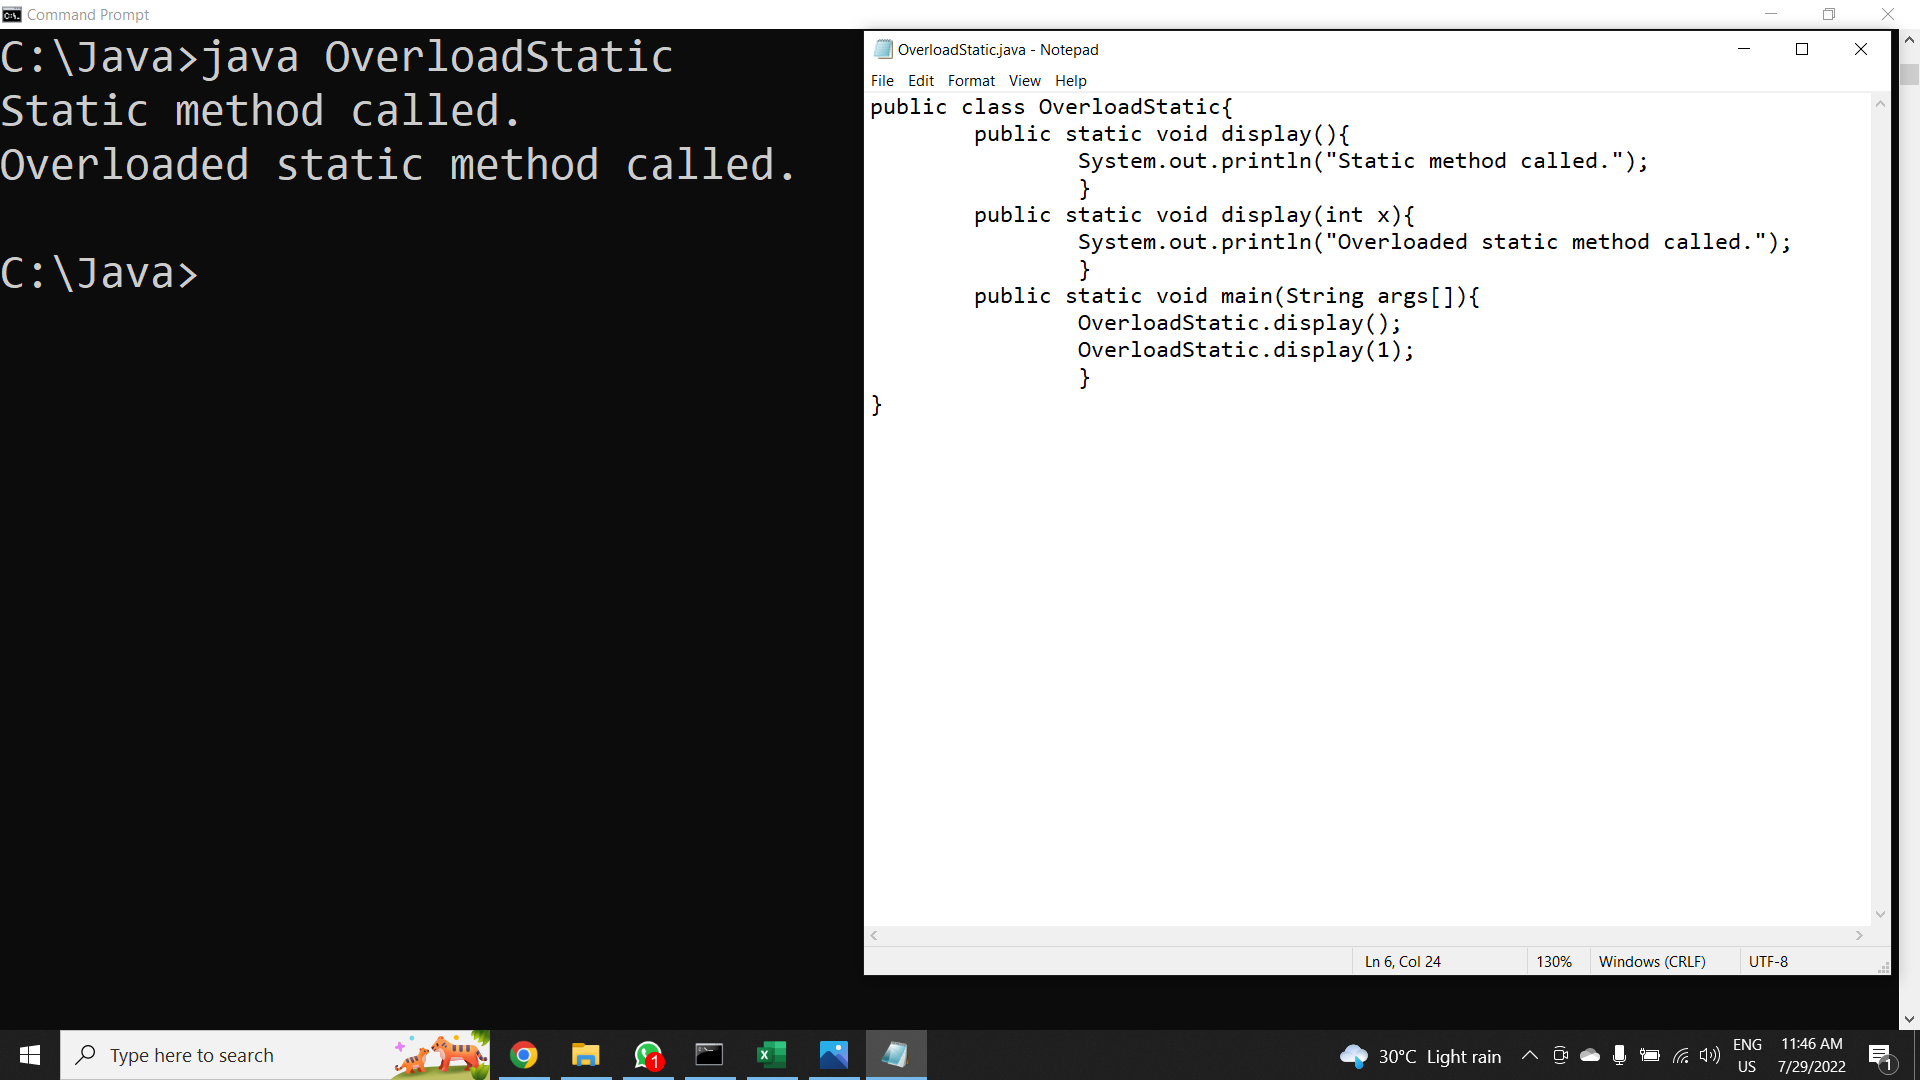 Command Prompt
C:\Java>java OverloadStatic
Static method called.
Overloaded static method called.
C:\Java>
OverloadStatic.java - Notepad
File Edit Format View Help
public class OverloadStatic{
public static void display(){
System.out.println("Static method called.");
}
public static void display(int x){
System.out.println("Overloaded static method called.");
}
public static void main(String args[]){
OverloadStatic.display();
OverloadStatic.display(1);
}
}
Ln 6, Col 24 130% Windows (CRLF) UTF-8
Type here to search
1
30°C Light rain
ENG
US
11:46 AM
7/29/2022
1